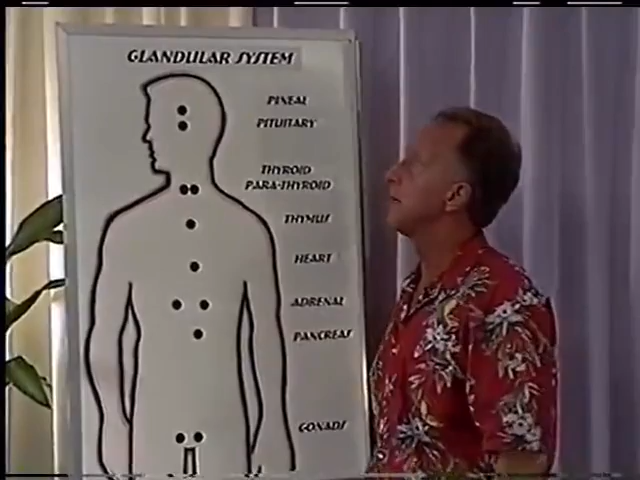 GLANDULAR SYSTEM
PINEAL
PITUITARY
THYROID
PARA-THYROID
THYMUS
HEART
ADRENAL
PANCREAS
GONADS